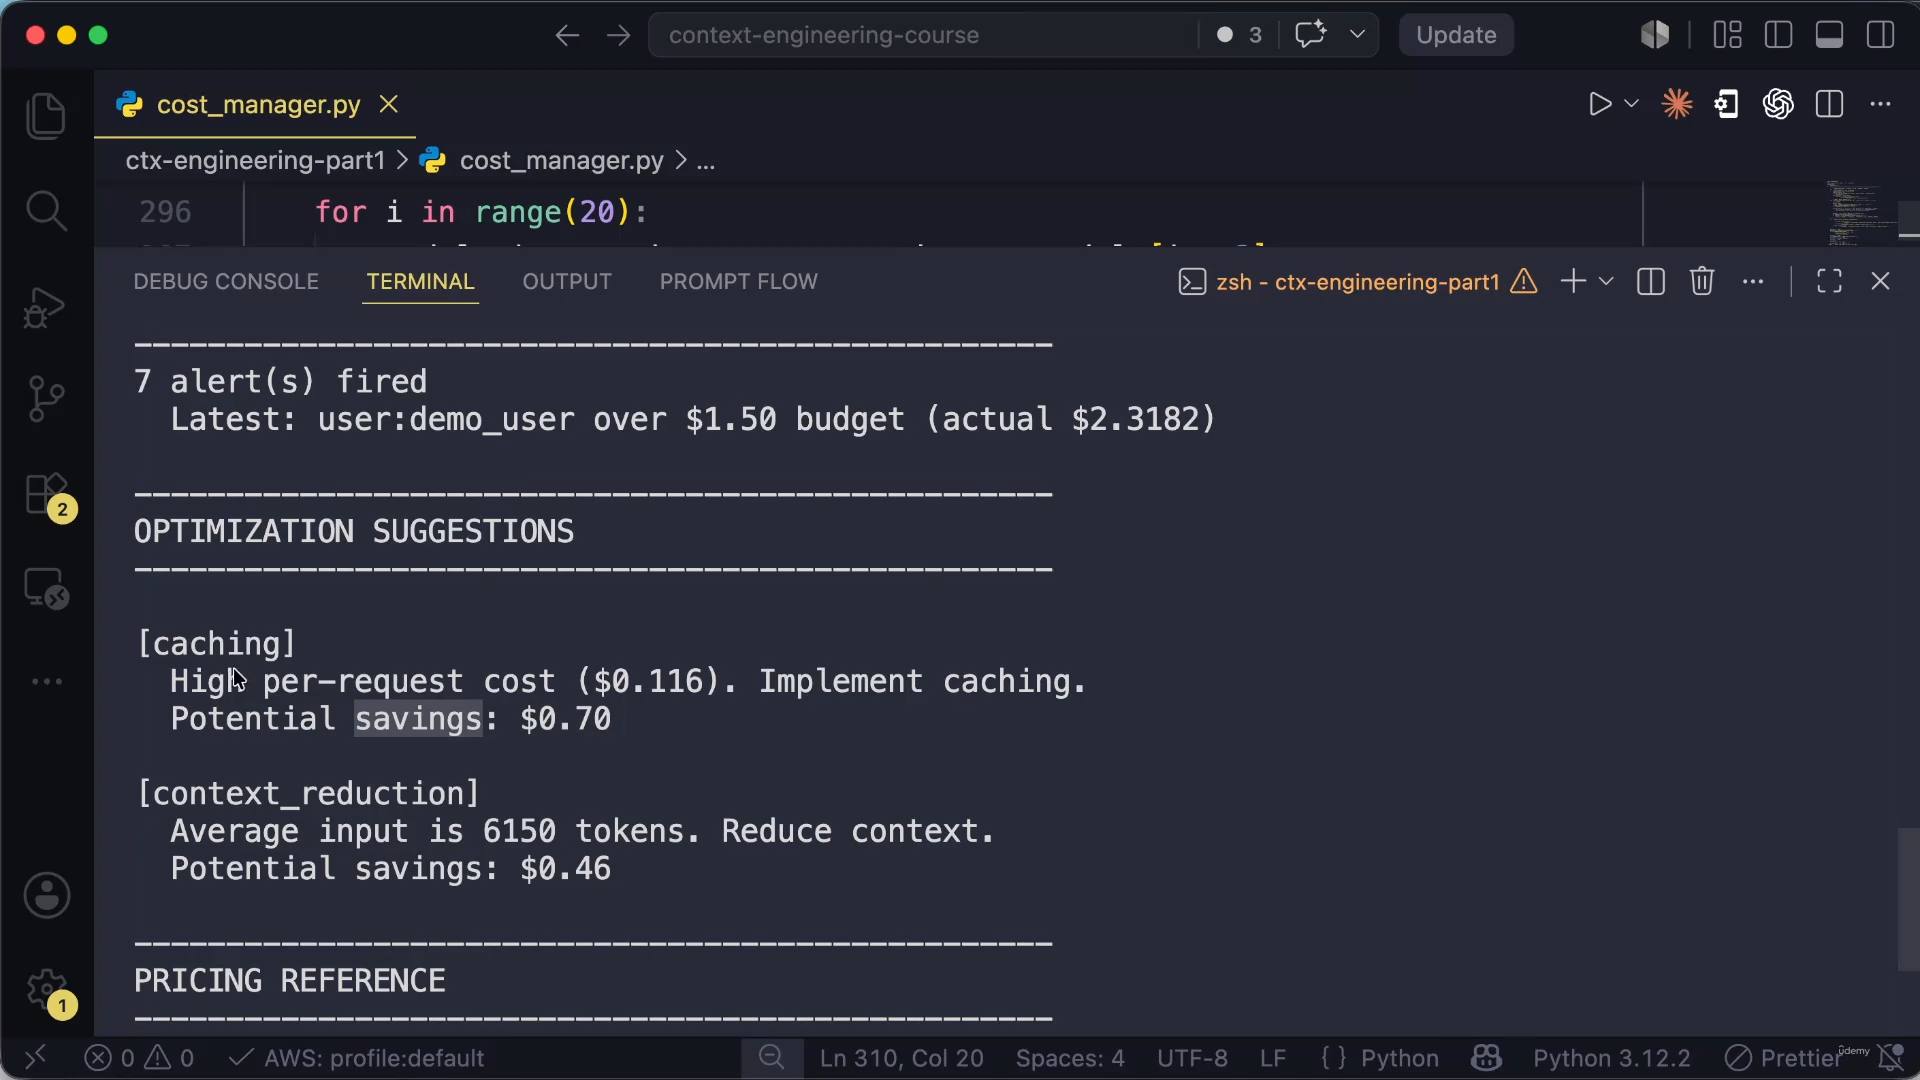 context-engineering-course
3
Update
cost_manager.py
ctx-engineering-part1 > cost_manager.py > ...
296 for i in range(20):
DEBUG CONSOLE TERMINAL OUTPUT PROMPT FLOW
zsh - ctx-engineering-part1
7 alert(s) fired
Latest: user:demo_user over $1.50 budget (actual $2.3182)
OPTIMIZATION SUGGESTIONS
[caching]
High per-request cost ($0.116). Implement caching.
Potential savings: $0.70
[context_reduction]
Average input is 6150 tokens. Reduce context.
Potential savings: $0.46
PRICING REFERENCE
2
1
0 0 AWS: profile:default
Ln 310, Col 20 Spaces: 4 UTF-8 LF { } Python Python 3.12.2 Prettier
udemy